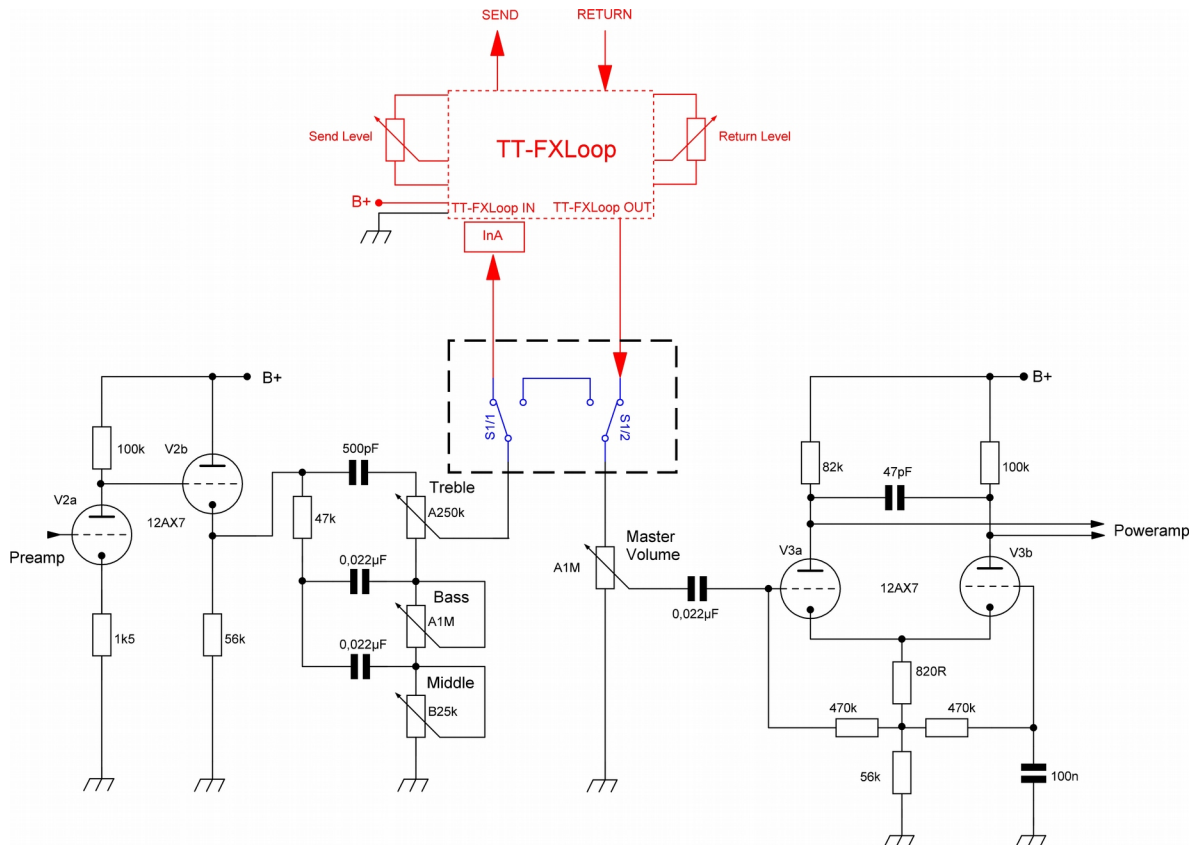 SEND
RETURN
Send Level
TT-FXLoop
Return Level
B+
TT-FXLoop IN
TT-FXLoop OUT
InA
S1/1
S1/2
B+
100k
V2b
V2a
12AX7
Preamp
1k5
56k
500pF
47k
Treble
A250k
0,022µF
Bass
A1M
0,022µF
Middle
B25k
Master
Volume
A1M
0,022µF
B+
82k
47pF
100k
Poweramp
V3a
12AX7
V3b
820R
470k
470k
56k
100n